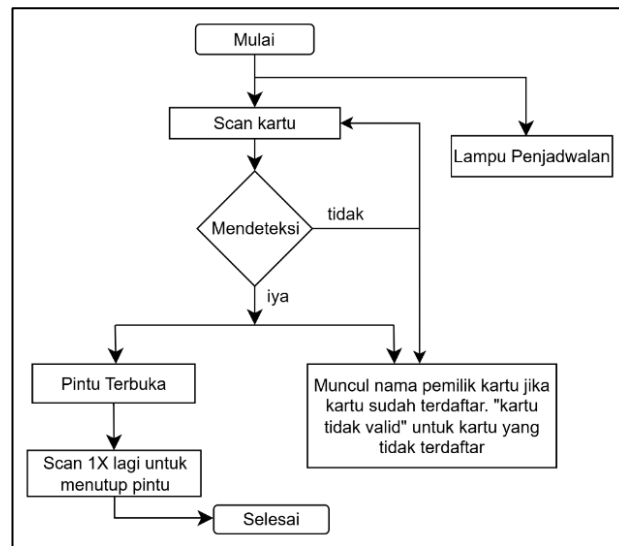 Mulai
Scan kartu
Lampu Penjadwalan
Mendeteksi
tidak
iya
Pintu Terbuka
Muncul nama pemilik kartu jika
kartu sudah terdaftar. "kartu
tidak valid" untuk kartu yang
tidak terdaftar
Scan 1X lagi untuk
menutup pintu
Selesai